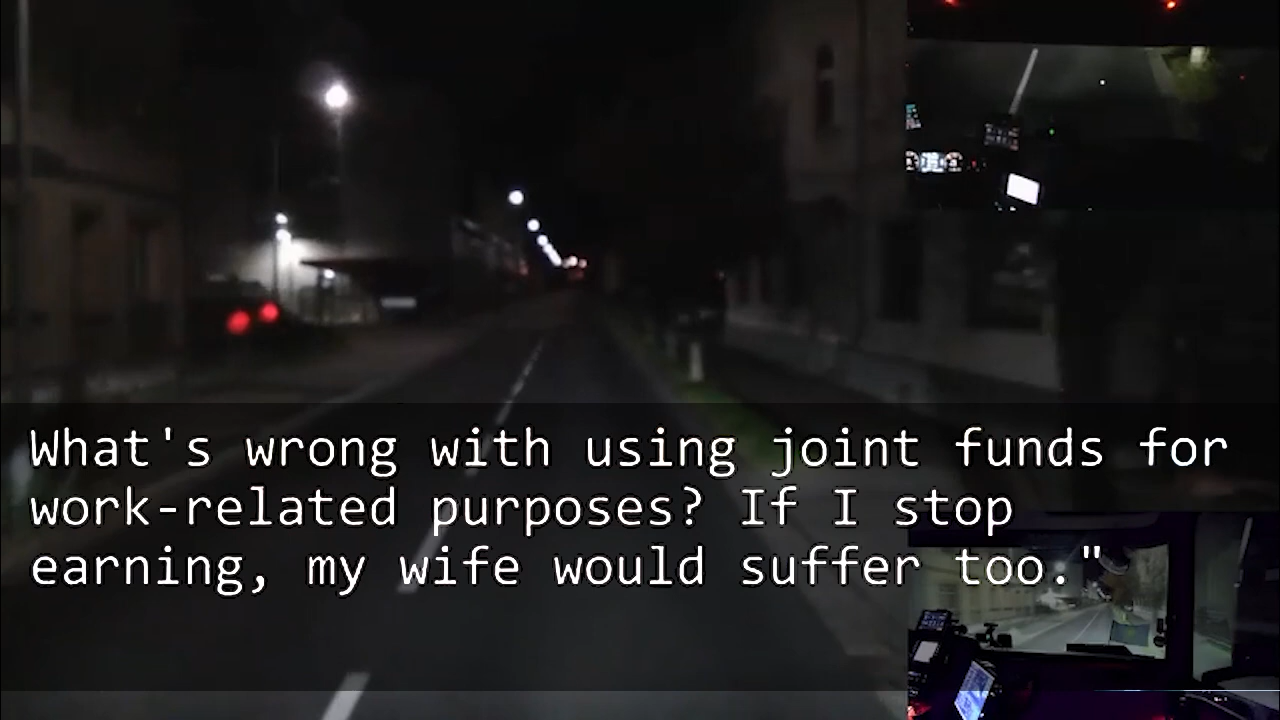 What's wrong with using joint funds for
work-related purposes? If I stop
earning, my wife would suffer too."